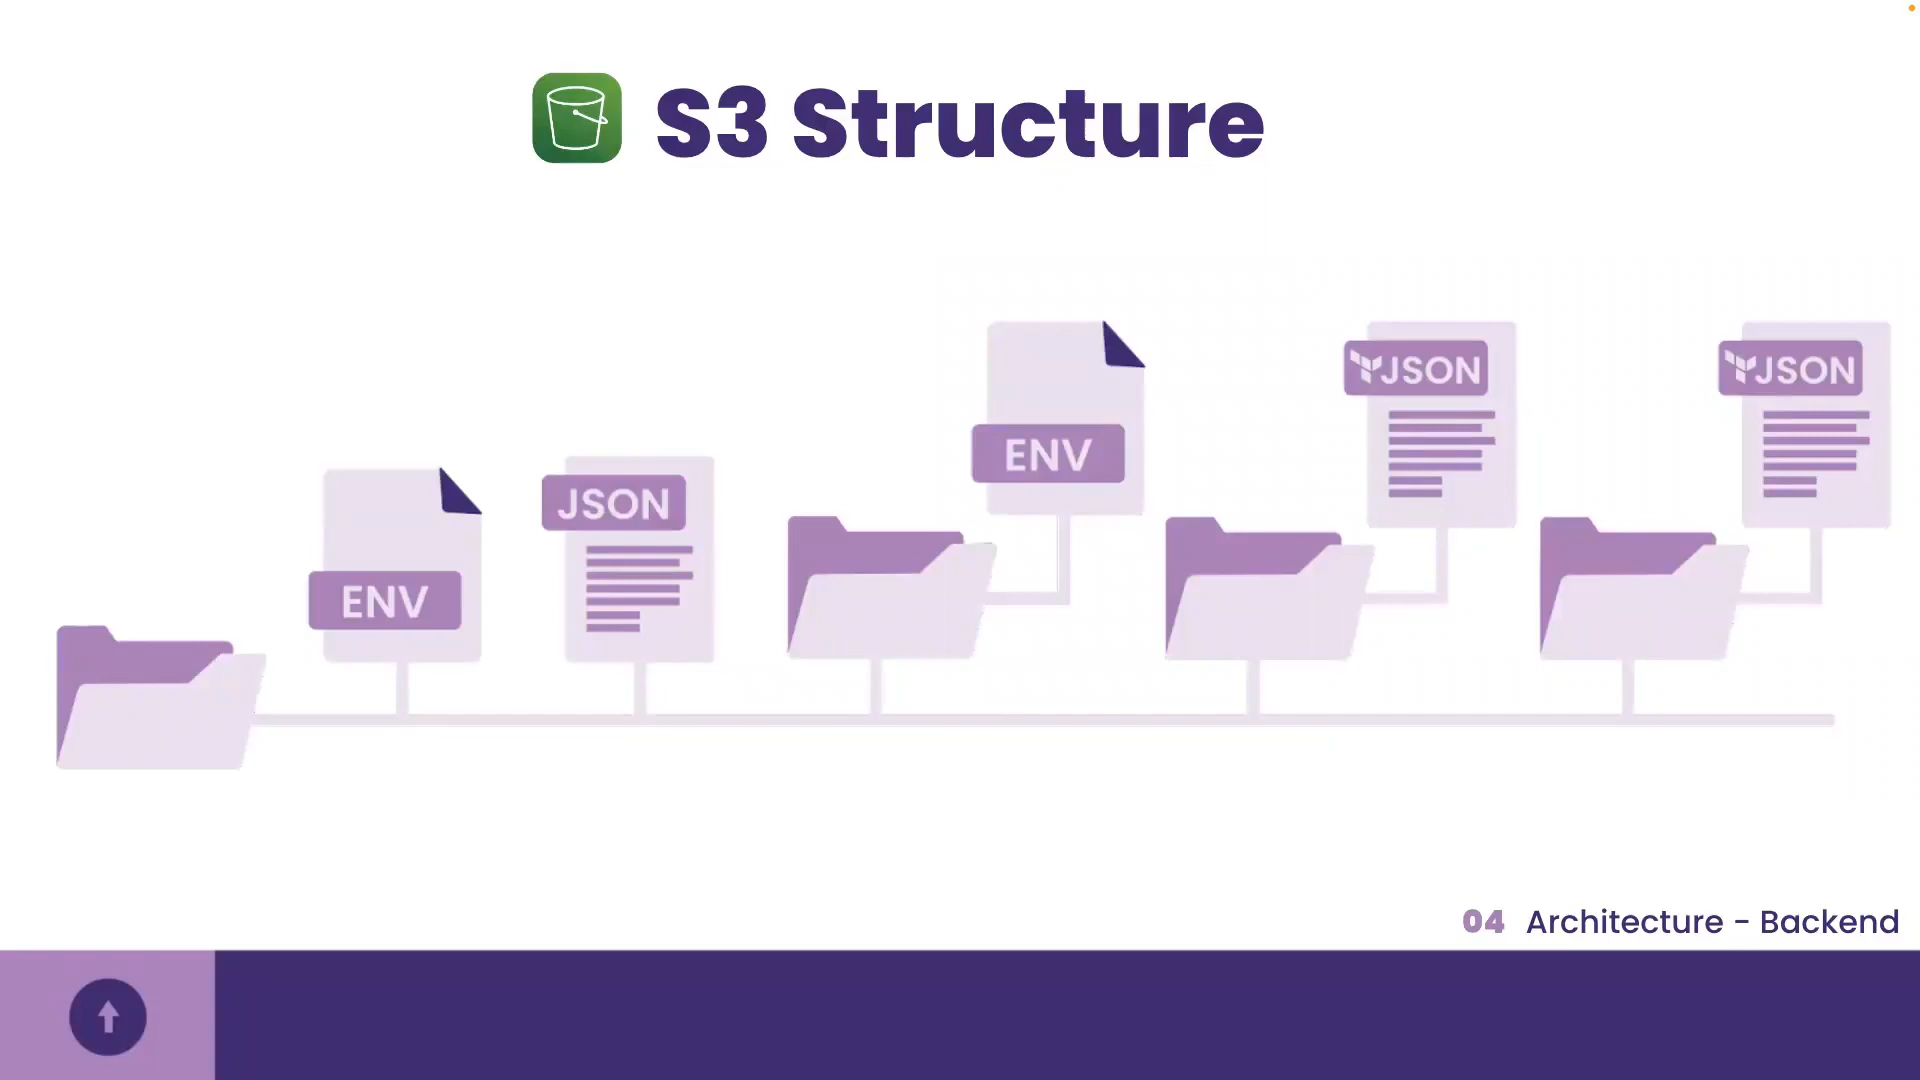 S3 Structure
ENV
JSON
ENV
JSON
JSON
04 Architecture - Backend